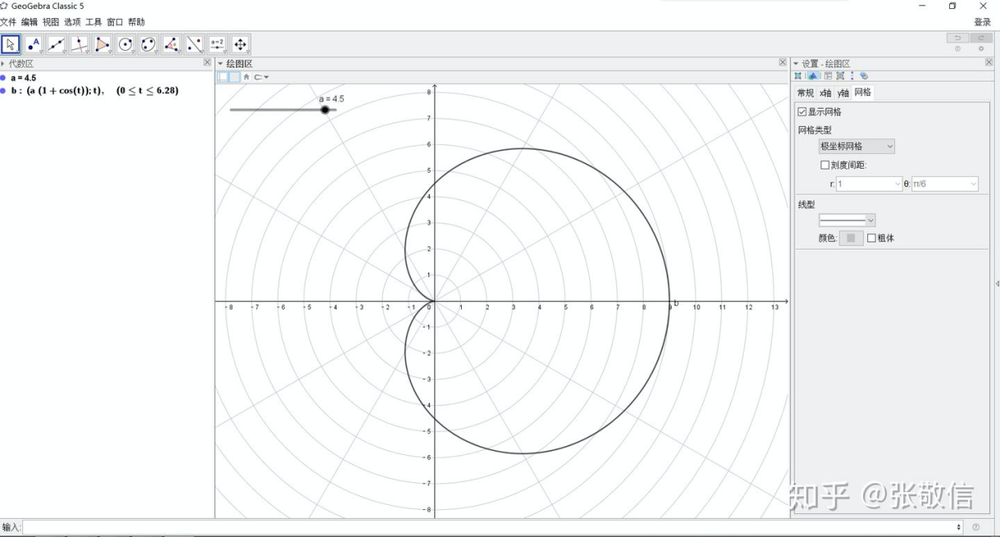 GeoGebra Classic 5
文件 编辑 视图 选项 工具 窗口 帮助
登录
A
a=2
代数区
绘图区
设置 - 绘图区
a = 4.5
b : (a (1 + cos(t)); t), (0 ≤ t ≤ 6.28)
a = 4.5
常规 x轴 y轴 网格
显示网格
网格类型
极坐标网格
刻度间距:
r: 1 θ: π/6
线型
颜色: 粗体
8
7
6
5
4
3
2
1
-8 -7 -6 -5 -4 -3 -2 -1 0 1 2 3 4 5 6 7 8 9 b 10 11 12 13
-1
-2
-3
-4
-5
-6
-7
-8
知乎 @张敬信
输入: